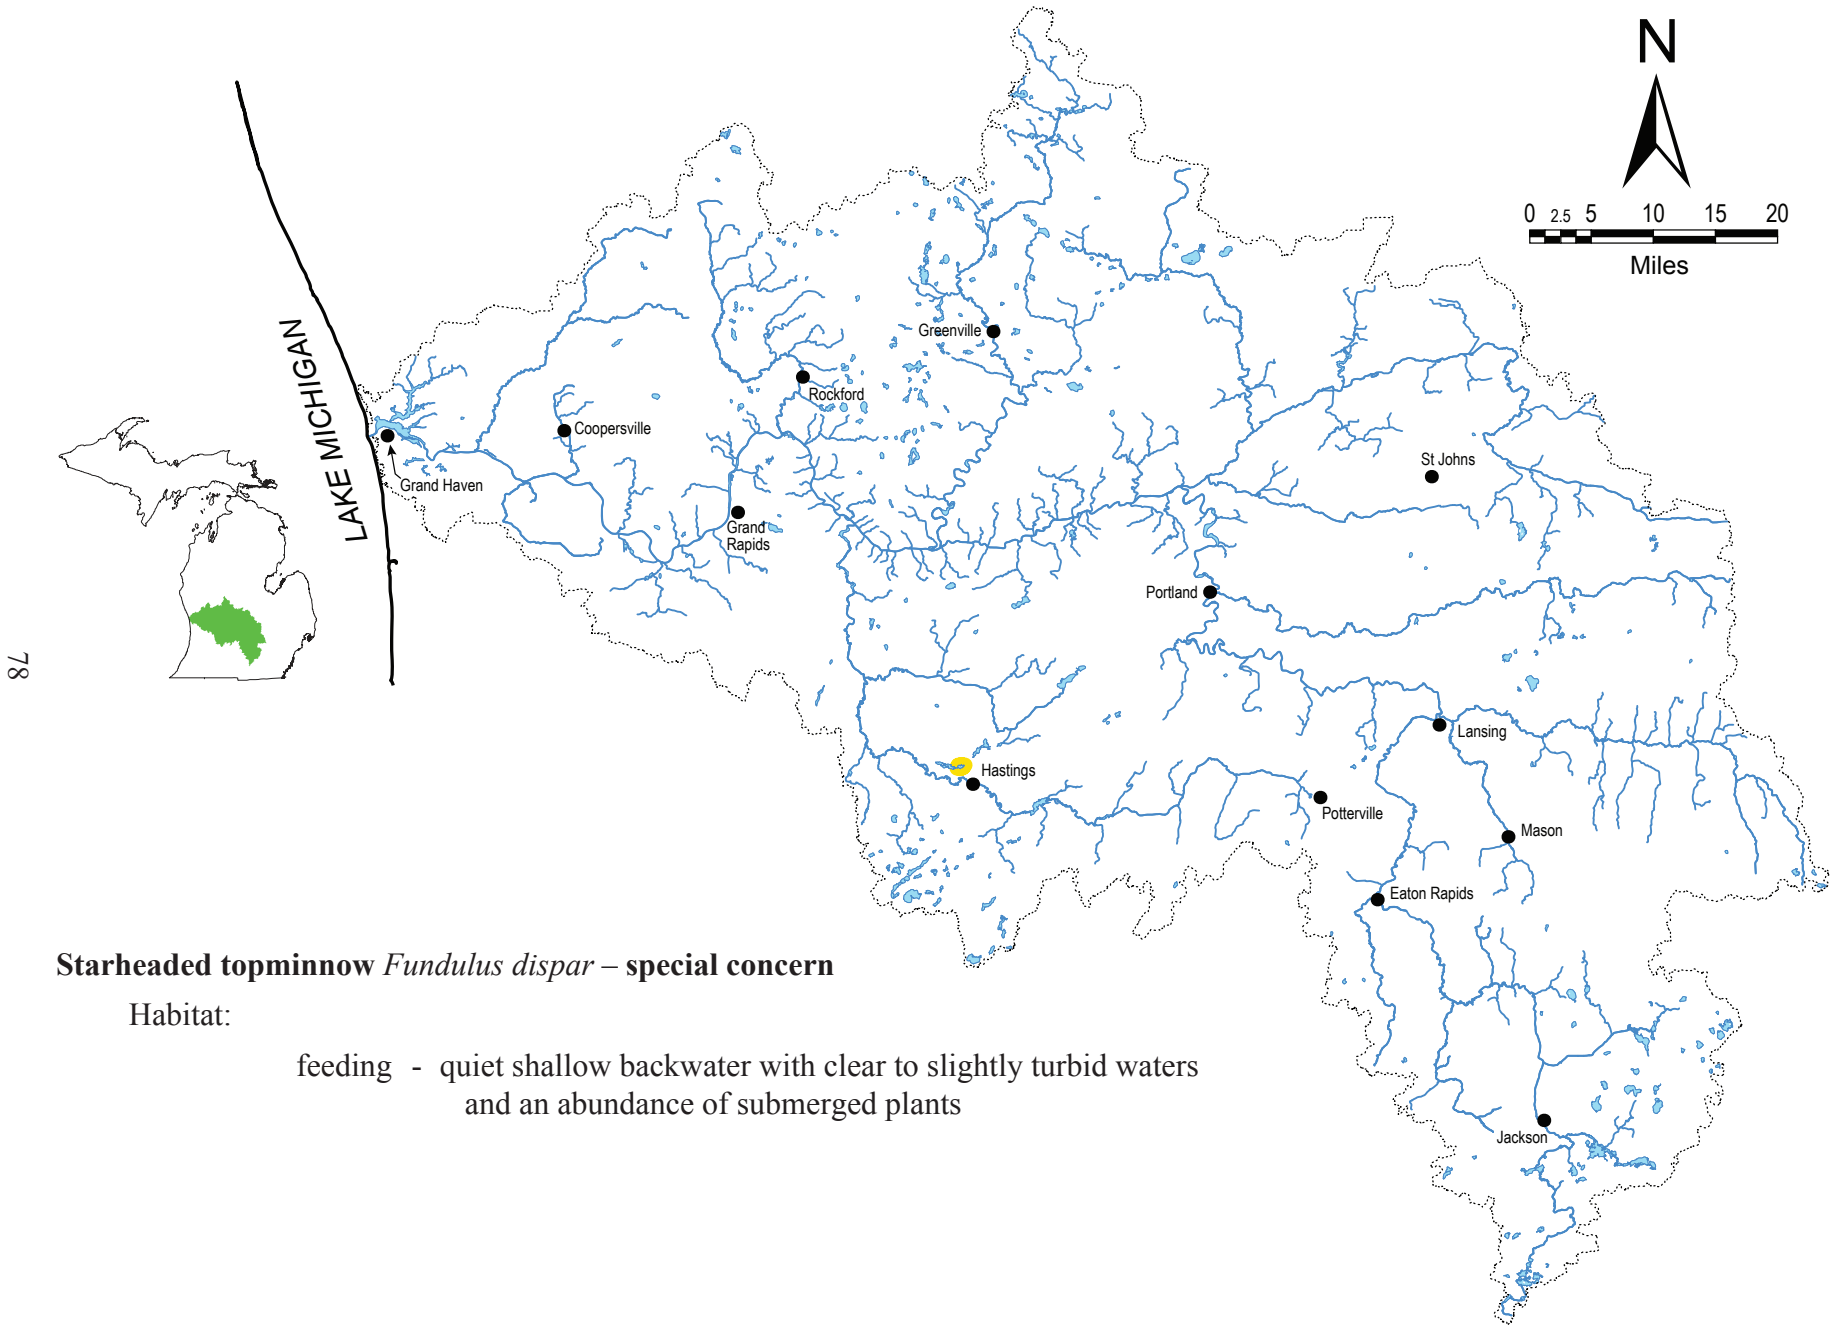 N
0 2.5 5 10 15 20
Miles
LAKE MICHIGAN
Greenville
Rockford
Coopersville
Grand Haven
St Johns
Grand
Rapids
Portland
78
Lansing
Hastings
Potterville
Mason
Eaton Rapids
Jackson
Starheaded topminnow Fundulus dispar – special concern
Habitat:
feeding - quiet shallow backwater with clear to slightly turbid waters
and an abundance of submerged plants